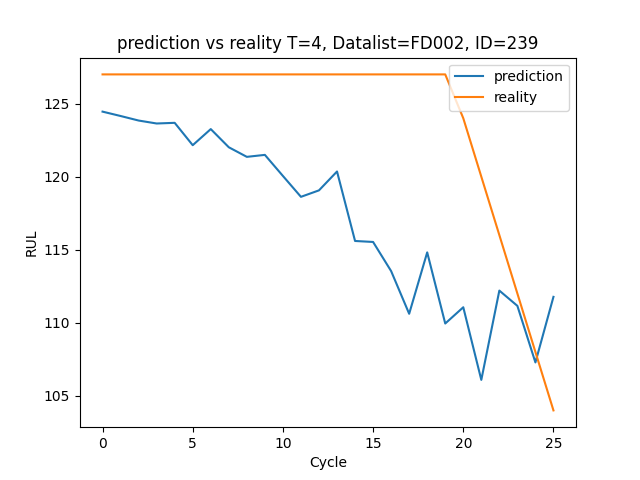 prediction vs reality T=4, Datalist=FD002, ID=239
prediction
reality
RUL
125
120
115
110
105
0 5 10 15 20 25
Cycle